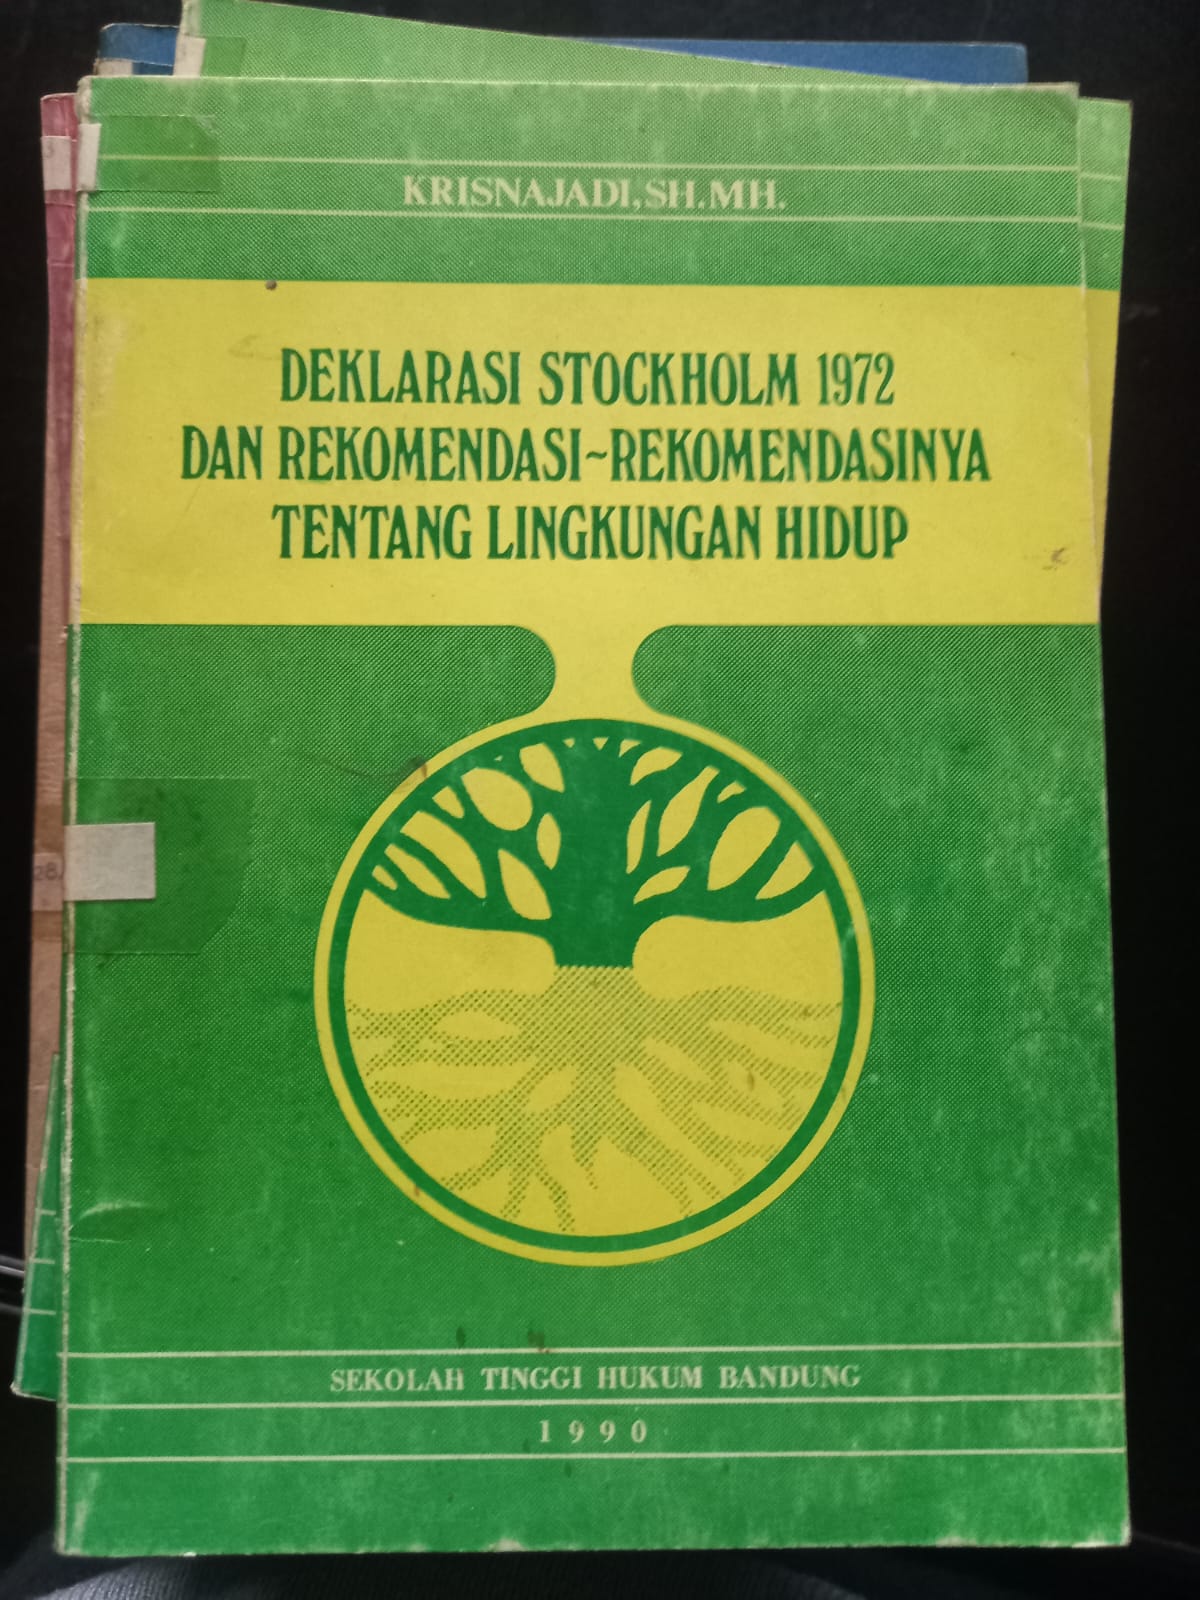 KRISNAJADI,SH.MH.
DEKLARASI STOCKHOLM 1972
DAN REKOMENDASI~REKOMENDASINYA
TENTANG LINGKUNGAN HIDUP
SEKOLAH TINGGI HUKUM BANDUNG
1990